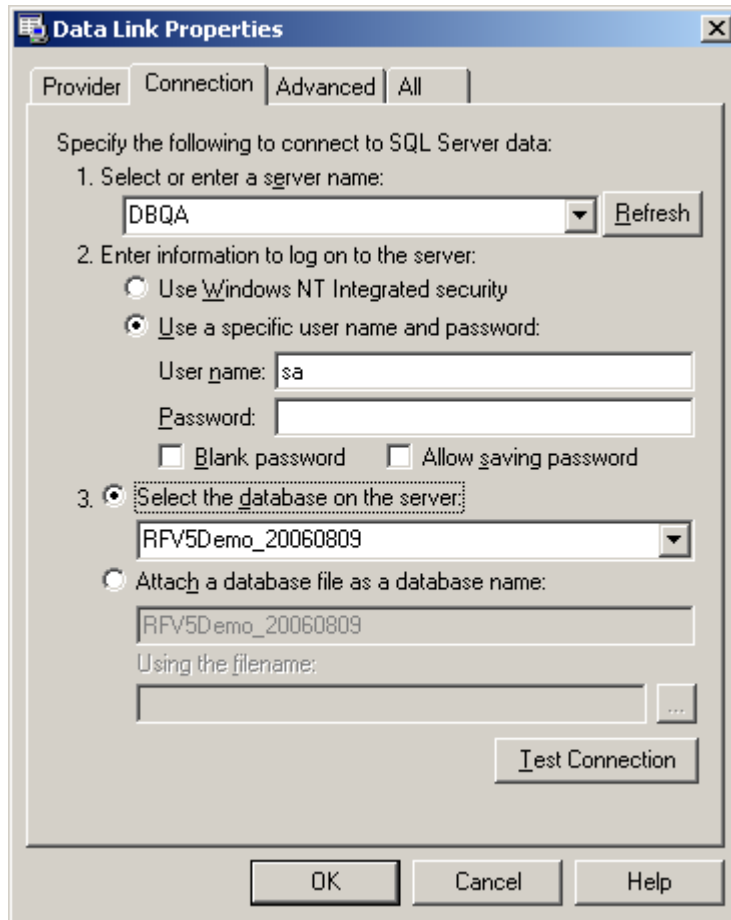 Data Link Properties
Provider Connection Advanced All
Specify the following to connect to SQL Server data:
1. Select or enter a server name:
DBQA Refresh
2. Enter information to log on to the server:
Use Windows NT Integrated security
Use a specific user name and password:
User name: sa
Password:
Blank password Allow saving password
3. Select the database on the server:
RFV5Demo_20060809
Attach a database file as a database name:
RFV5Demo_20060809
Using the filename:
...
Test Connection
OK Cancel Help